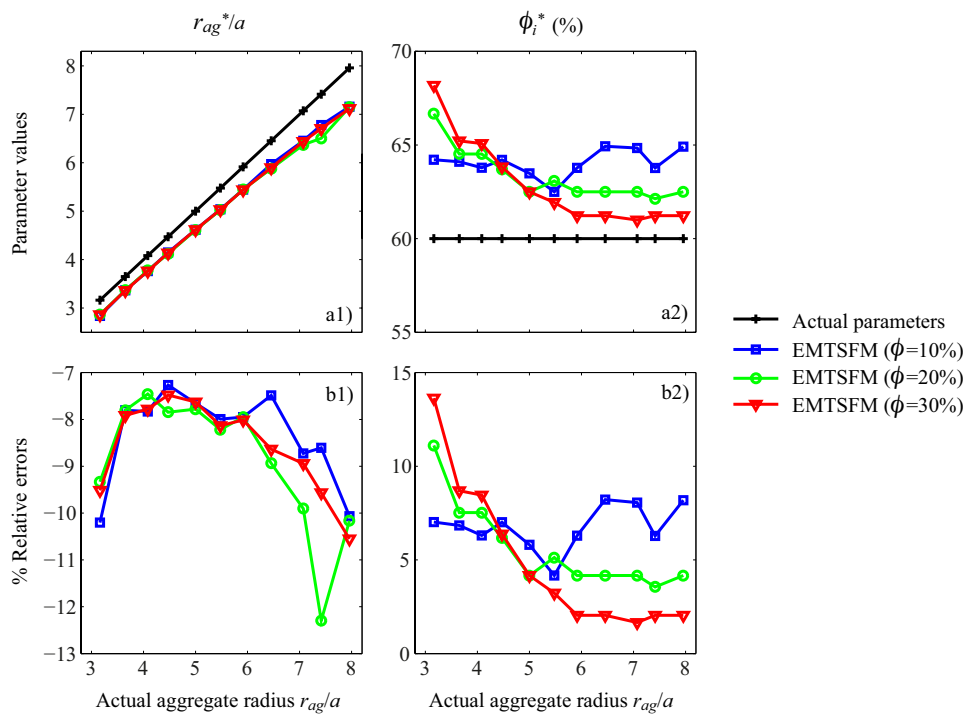 r_ag*/a
ϕ_i* (%)
Parameter values
8
7
6
5
4
3
a1)
70
65
60
55
a2)
Actual parameters
EMTSFM (ϕ=10%)
EMTSFM (ϕ=20%)
EMTSFM (ϕ=30%)
% Relative errors
−7
−8
−9
−10
−11
−12
−13
b1)
3 4 5 6 7 8
Actual aggregate radius r_ag/a
15
10
5
0
b2)
3 4 5 6 7 8
Actual aggregate radius r_ag/a